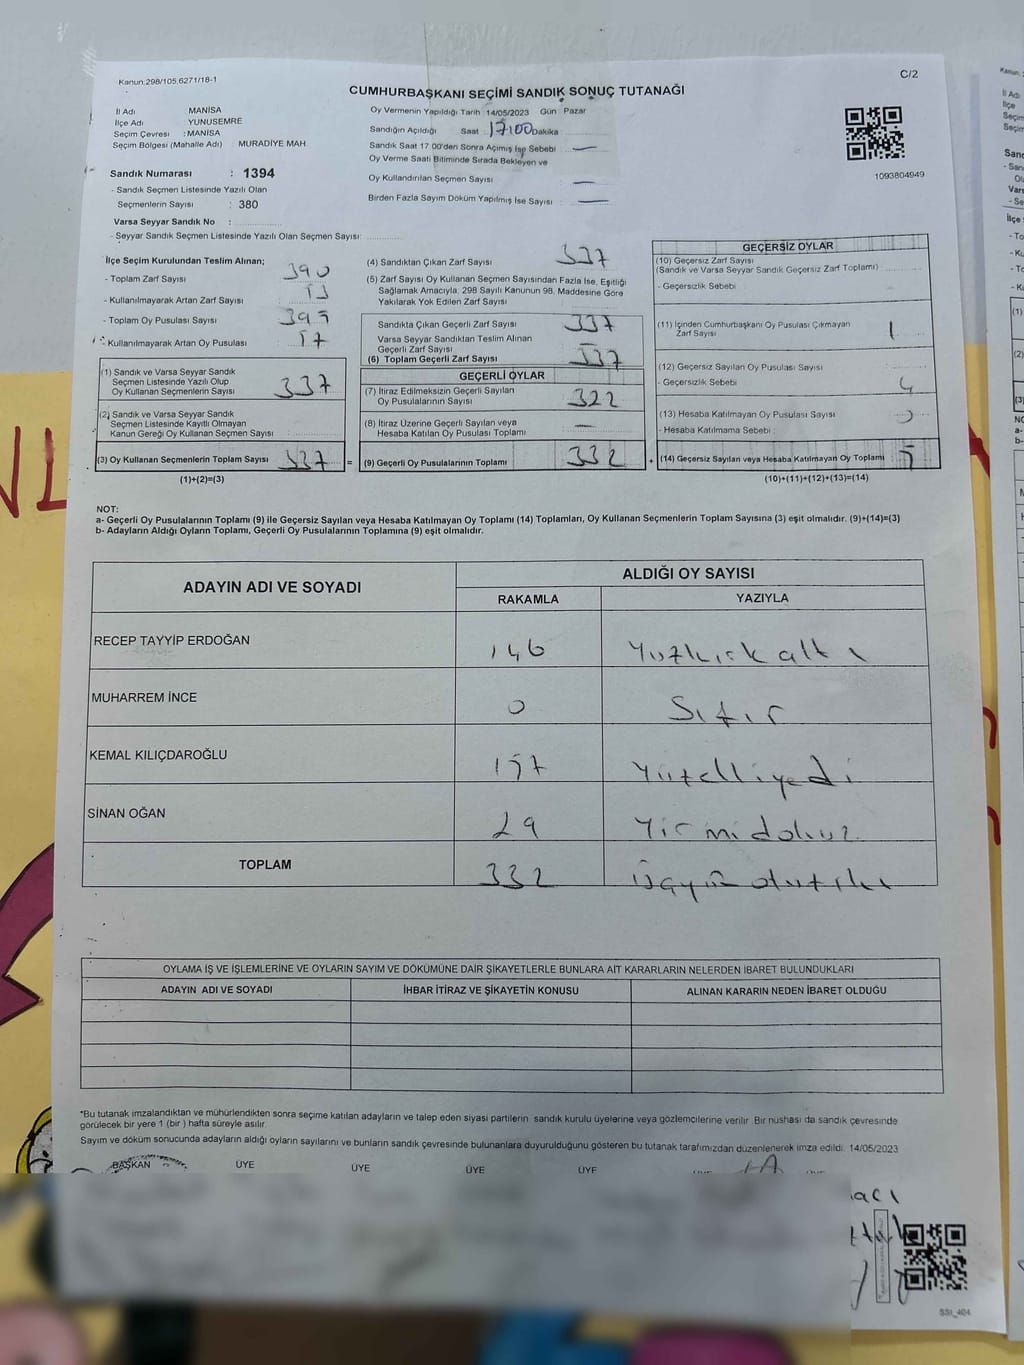 Kanun:298/105,6271/18-1
C/2
CUMHURBAŞKANI SEÇİMİ SANDIK SONUÇ TUTANAĞI
İl Adı : MANİSA
İlçe Adı : YUNUSEMRE
Seçim Çevresi : MANİSA
Seçim Bölgesi (Mahalle Adı) : MURADİYE MAH.
Oy Vermenin Yapıldığı Tarih 14/05/2023 Gün Pazar
Sandığın Açıldığı Saat 17:00 Dakika
Sandık Saat 17 00'den Sonra Açımış İse Sebebi : —
Oy Verme Saati Bitiminde Sırada Bekleyen ve
Oy Kullandırılan Seçmen Sayısı : —
Birden Fazla Sayım Döküm Yapılmış İse Sayısı : —
1093804949
Sandık Numarası : 1394
- Sandık Seçmen Listesinde Yazılı Olan
Seçmenlerin Sayısı : 380
Varsa Seyyar Sandık No :
- Seyyar Sandık Seçmen Listesinde Yazılı Olan Seçmen Sayısı:
İlçe Seçim Kurulundan Teslim Alınan;
- Toplam Zarf Sayısı 390
- Kullanılmayarak Artan Zarf Sayısı 53
- Toplam Oy Pusulası Sayısı 395
- Kullanılmayarak Artan Oy Pusulası 57
(1) Sandık ve Varsa Seyyar Sandık
Seçmen Listesinde Yazılı Olup
Oy Kullanan Seçmenlerin Sayısı 337
(2) Sandık ve Varsa Seyyar Sandık
Seçmen Listesinde Kayıtlı Olmayan
Kanun Gereği Oy Kullanan Seçmen Sayısı
(3) Oy Kullanan Seçmenlerin Toplam Sayısı 337 =
(1)+(2)=(3)
(4) Sandıktan Çıkan Zarf Sayısı 337
(5) Zarf Sayısı Oy Kullanan Seçmen Sayısından Fazla İse, Eşitliği
Sağlamak Amacıyla, 298 Sayılı Kanunun 98. Maddesine Göre
Yakılarak Yok Edilen Zarf Sayısı
Sandıkta Çıkan Geçerli Zarf Sayısı 337
Varsa Seyyar Sandıktan Teslim Alınan
Geçerli Zarf Sayısı
(6) Toplam Geçerli Zarf Sayısı 337
GEÇERLİ OYLAR
(7) İtiraz Edilmeksizin Geçerli Sayılan
Oy Pusulalarının Sayısı 322
(8) İtiraz Üzerine Geçerli Sayılan veya
Hesaba Katılan Oy Pusulası Toplamı —
(9) Geçerli Oy Pusulalarının Toplamı 332 +
GEÇERSİZ OYLAR
(10) Geçersiz Zarf Sayısı
(Sandık ve Varsa Seyyar Sandık Geçersiz Zarf Toplamı)
- Geçersizlik Sebebi
(11) İçinden Cumhurbaşkanı Oy Pusulası Çıkmayan
Zarf Sayısı 1
(12) Geçersiz Sayılan Oy Pusulası Sayısı
- Geçersizlik Sebebi 4
(13) Hesaba Katılmayan Oy Pusulası Sayısı
- Hesaba Katılmama Sebebi :
(14) Geçersiz Sayılan veya Hesaba Katılmayan Oy Toplamı 5
(10)+(11)+(12)+(13)=(14)
NOT:
a- Geçerli Oy Pusulalarının Toplamı (9) ile Geçersiz Sayılan veya Hesaba Katılmayan Oy Toplamı (14) Toplamları, Oy Kullanan Seçmenlerin Toplam Sayısına (3) eşit olmalıdır. (9)+(14)=(3)
b- Adayların Aldığı Oyların Toplamı, Geçerli Oy Pusulalarının Toplamına (9) eşit olmalıdır.
ADAYIN ADI VE SOYADI
ALDIĞI OY SAYISI
RAKAMLA YAZIYLA
RECEP TAYYİP ERDOĞAN 146 Yüzkırk altı
MUHARREM İNCE 0 Sıfır
KEMAL KILIÇDAROĞLU 157 Yüzelliyedi
SİNAN OĞAN 29 Yirmidokuz
TOPLAM 332 üçyüz otuziki
OYLAMA İŞ VE İŞLEMLERİNE VE OYLARIN SAYIM VE DÖKÜMÜNE DAİR ŞİKAYETLERLE BUNLARA AİT KARARLARIN NELERDEN İBARET BULUNDUKLARI
ADAYIN ADI VE SOYADI İHBAR İTİRAZ VE ŞİKAYETİN KONUSU ALINAN KARARIN NEDEN İBARET OLDUĞU
*Bu tutanak imzalandıktan ve mühürlendikten sonra seçime katılan adayların ve talep eden siyasi partilerin sandık kurulu üyelerine veya gözlemcilerine verilir. Bir nushası da sandık çevresinde
görülecek bir yere 1 (bir ) hafta süreyle asılır.
Sayım ve döküm sonucunda adayların aldığı oyların sayılarını ve bunların sandık çevresinde bulunanlara duyurulduğunu gösteren bu tutanak tarafımızdan düzenlenerek imza edildi. 14/05/2023
BAŞKAN ÜYE ÜYE ÜYE ÜYE
SSI_404